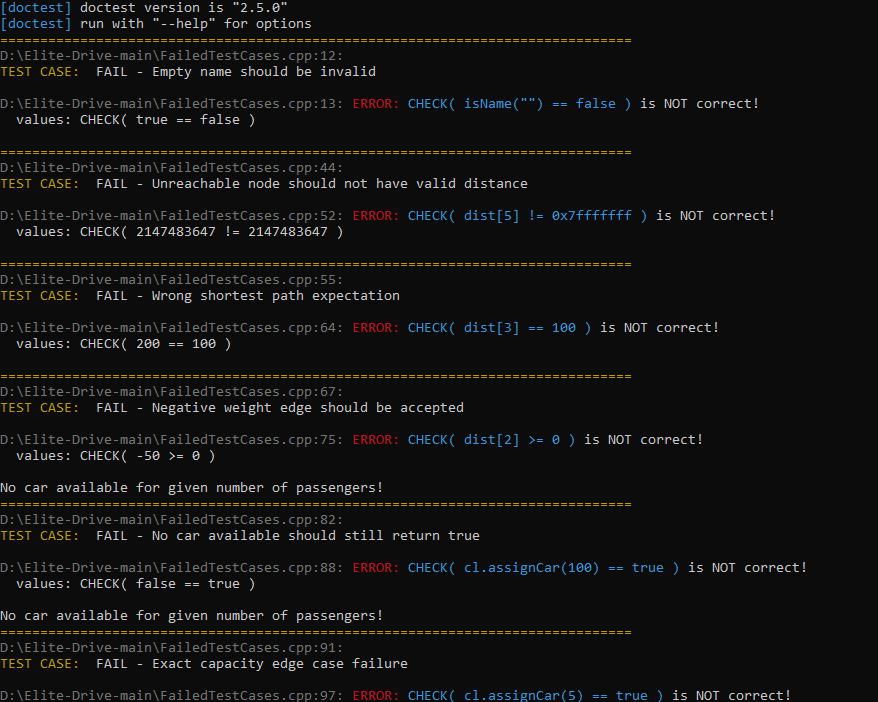 [doctest] doctest version is "2.5.0"
[doctest] run with "--help" for options
===============================================================================
D:\Elite-Drive-main\FailedTestCases.cpp:12:
TEST CASE:  FAIL - Empty name should be invalid
D:\Elite-Drive-main\FailedTestCases.cpp:13: ERROR: CHECK( isName("") == false ) is NOT correct!
  values: CHECK( true == false )
===============================================================================
D:\Elite-Drive-main\FailedTestCases.cpp:44:
TEST CASE:  FAIL - Unreachable node should not have valid distance
D:\Elite-Drive-main\FailedTestCases.cpp:52: ERROR: CHECK( dist[5] != 0x7fffffff ) is NOT correct!
  values: CHECK( 2147483647 != 2147483647 )
===============================================================================
D:\Elite-Drive-main\FailedTestCases.cpp:55:
TEST CASE:  FAIL - Wrong shortest path expectation
D:\Elite-Drive-main\FailedTestCases.cpp:64: ERROR: CHECK( dist[3] == 100 ) is NOT correct!
  values: CHECK( 200 == 100 )
===============================================================================
D:\Elite-Drive-main\FailedTestCases.cpp:67:
TEST CASE:  FAIL - Negative weight edge should be accepted
D:\Elite-Drive-main\FailedTestCases.cpp:75: ERROR: CHECK( dist[2] >= 0 ) is NOT correct!
  values: CHECK( -50 >= 0 )
No car available for given number of passengers!
===============================================================================
D:\Elite-Drive-main\FailedTestCases.cpp:82:
TEST CASE:  FAIL - No car available should still return true
D:\Elite-Drive-main\FailedTestCases.cpp:88: ERROR: CHECK( cl.assignCar(100) == true ) is NOT correct!
  values: CHECK( false == true )
No car available for given number of passengers!
===============================================================================
D:\Elite-Drive-main\FailedTestCases.cpp:91:
TEST CASE:  FAIL - Exact capacity edge case failure
D:\Elite-Drive-main\FailedTestCases.cpp:97: ERROR: CHECK( cl.assignCar(5) == true ) is NOT correct!